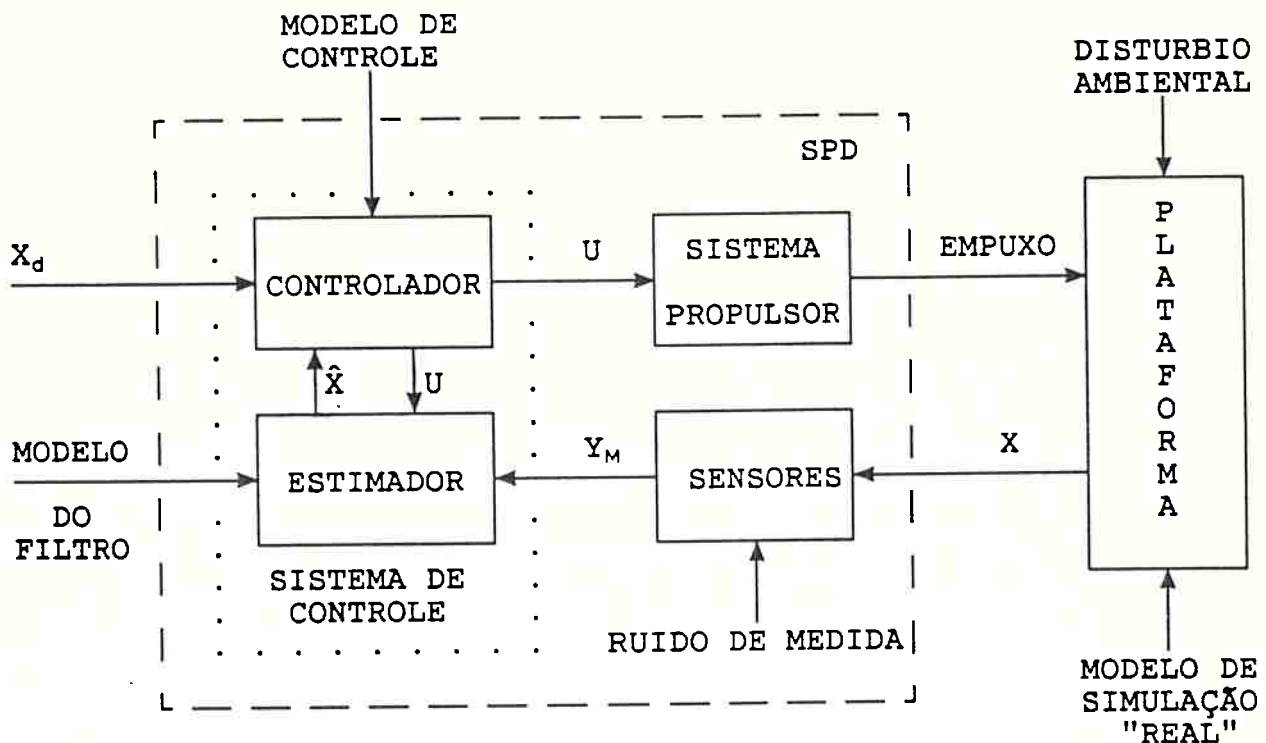 MODELO DE
CONTROLE
DISTURBIO
AMBIENTAL
SPD
X_d
CONTROLADOR
U
SISTEMA
PROPULSOR
EMPUXO
PLATAFORMA
X̂
U
MODELO
DO
FILTRO
ESTIMADOR
Y_M
SENSORES
X
SISTEMA DE
CONTROLE
RUIDO DE MEDIDA
MODELO DE
SIMULAÇÃO
"REAL"